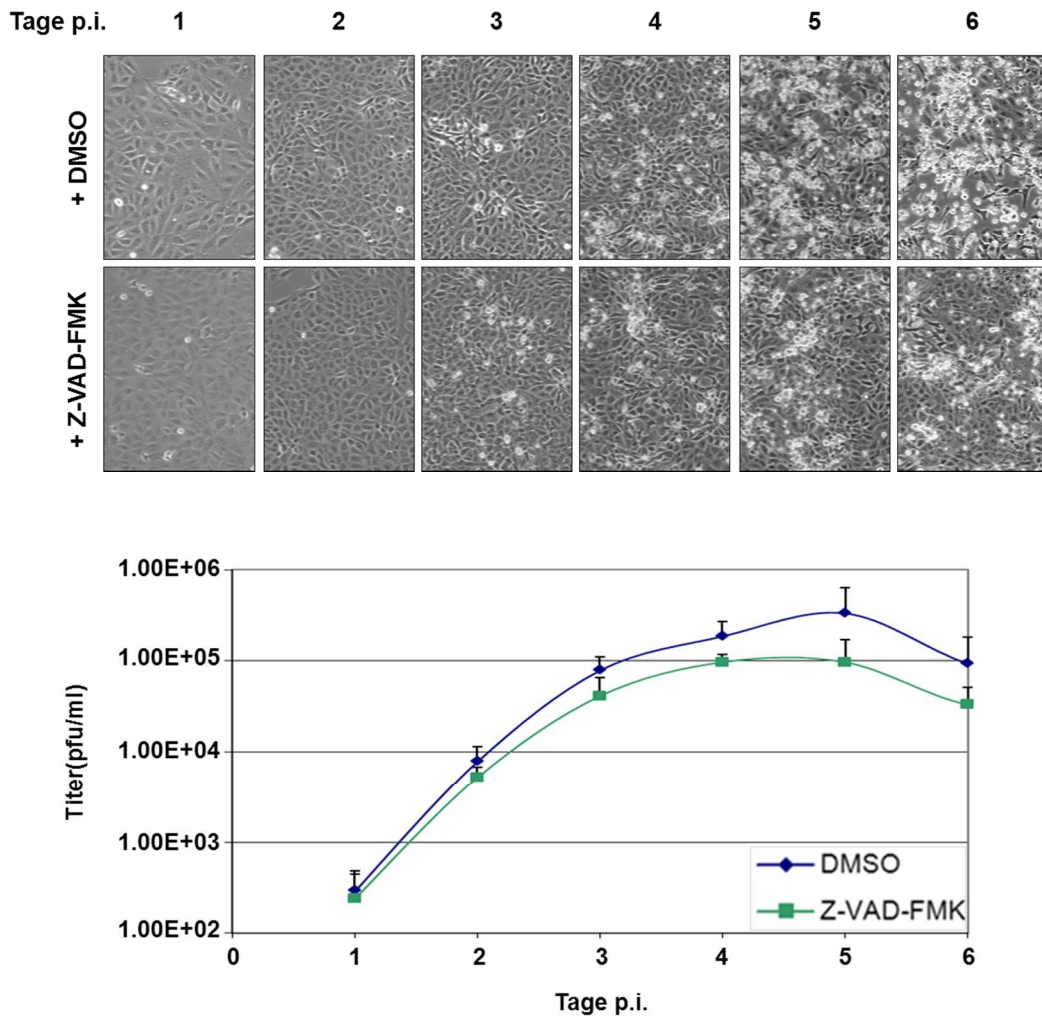 Tage p.i. 1 2 3 4 5 6
+ DMSO
+ Z-VAD-FMK
1.00E+06
1.00E+05
1.00E+04
1.00E+03
1.00E+02
Titer(pfu/ml)
DMSO
Z-VAD-FMK
0 1 2 3 4 5 6
Tage p.i.